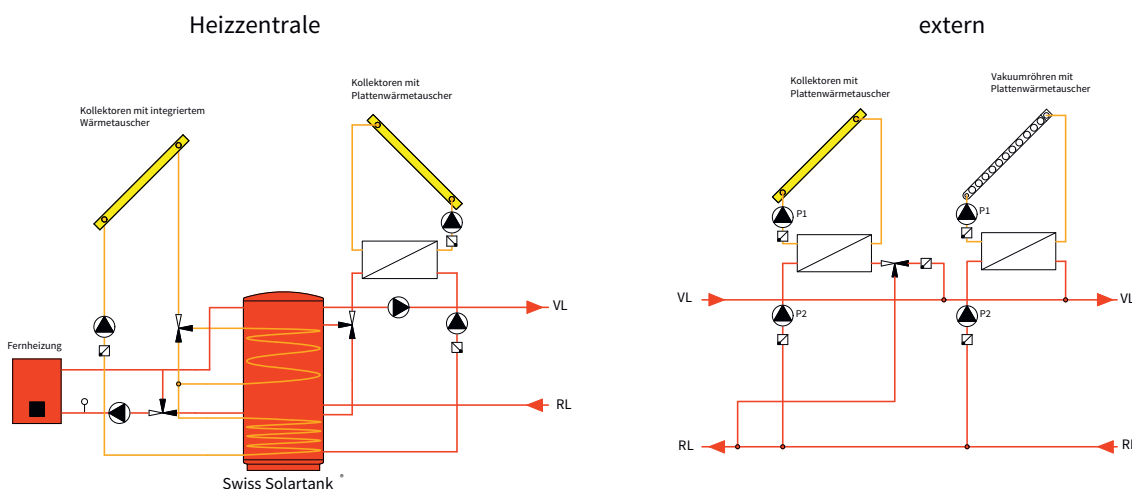 Heizzentrale
extern
Kollektoren mit
Plattenwärmetauscher
Kollektoren mit integriertem
Wärmetauscher
Kollektoren mit
Plattenwärmetauscher
Vakuumröhren mit
Plattenwärmetauscher
P1
P1
VL
VL
VL
P2
P2
Fernheizung
RL
RL
RL
Swiss Solartank ®